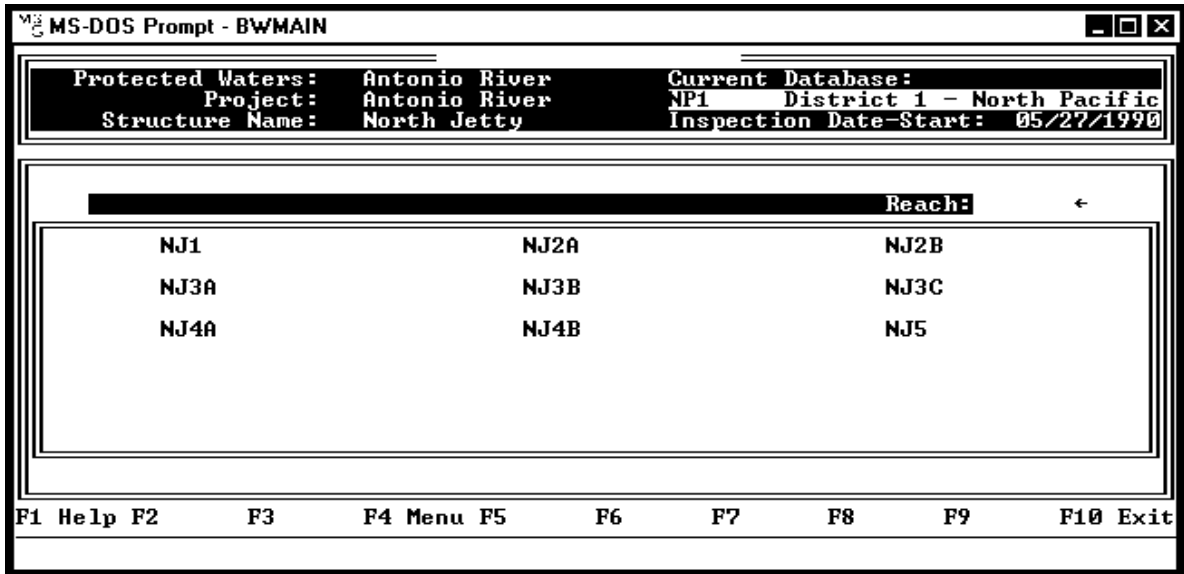 MS-DOS Prompt - BWMAIN
Protected Waters: Antonio River Current Database:
Project: Antonio River NP1 District 1 - North Pacific
Structure Name: North Jetty Inspection Date-Start: 05/27/1990
Reach: ←
NJ1 NJ2A NJ2B
NJ3A NJ3B NJ3C
NJ4A NJ4B NJ5
F1 Help F2 F3 F4 Menu F5 F6 F7 F8 F9 F10 Exit